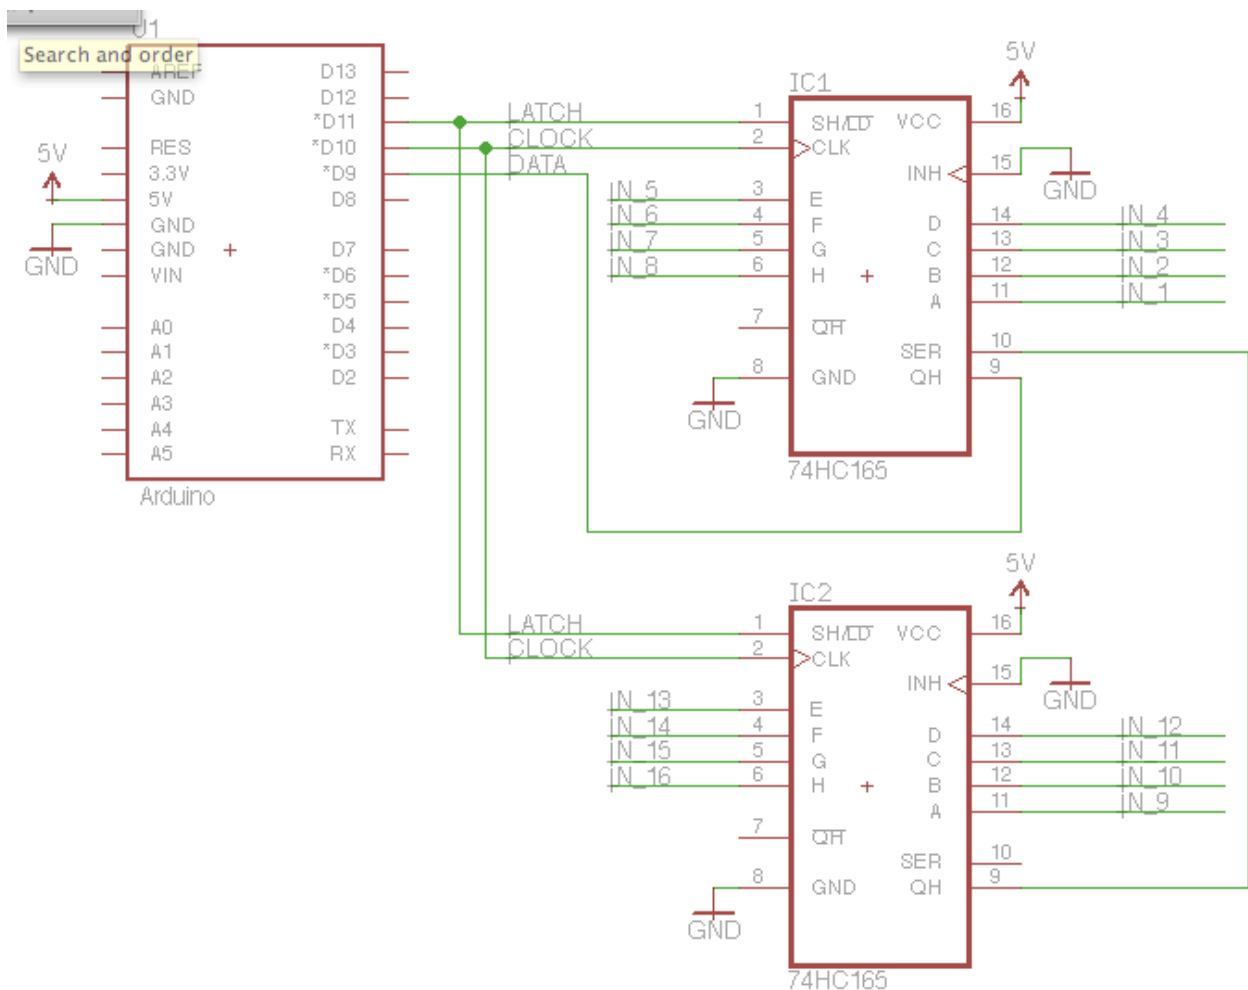 U1
Search and order
AREF
GND
RES
3.3V
5V
GND
GND
VIN
A0
A1
A2
A3
A4
A5
D13
D12
*D11
*D10
*D9
D8
D7
*D6
*D5
D4
*D3
D2
TX
RX
Arduino
5V
GND
LATCH
CLOCK
DATA
IC1
5V
1 SH/LD VCC 16
2 CLK
INH 15
GND
IN_5 3 E
IN_6 4 F D 14 IN_4
IN_7 5 G C 13 IN_3
IN_8 6 H B 12 IN_2
A 11 IN_1
7 QH
SER 10
8 GND QH 9
GND
74HC165
IC2
5V
LATCH 1 SH/LD VCC 16
CLOCK 2 CLK
INH 15
GND
IN_13 3 E
IN_14 4 F D 14 IN_12
IN_15 5 G C 13 IN_11
IN_16 6 H B 12 IN_10
A 11 IN_9
7 QH
SER 10
8 GND QH 9
GND
74HC165